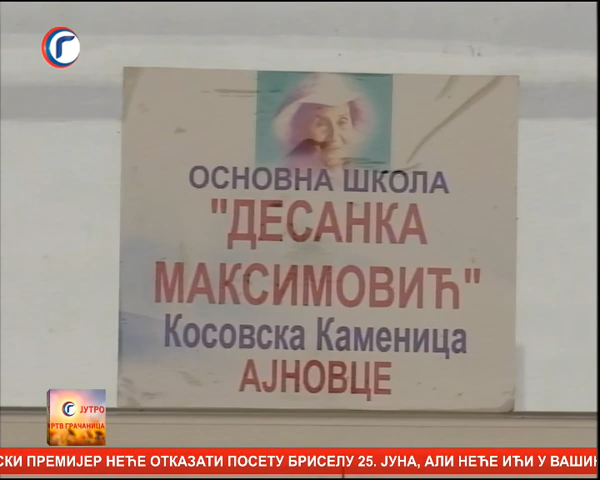 ОСНОВНА ШКОЛА
"ДЕСАНКА
МАКСИМОВИЋ"
Косовска Каменица
АЈНОВЦЕ
ЈУТРО
РТВ ГРАЧАНИЦА
СКИ ПРЕМИЈЕР НЕЋЕ ОТКАЗАТИ ПОСЕТУ БРИСЕЛУ 25. ЈУНА, АЛИ НЕЋЕ ИЋИ У ВАШИН